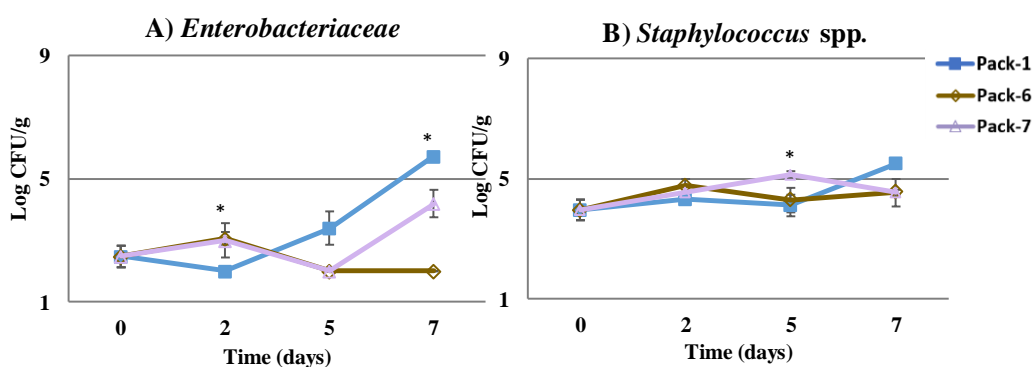 A) Enterobacteriaceae
9
5
1
Log CFU/g
*
*
0 2 5 7
Time (days)
B) Staphylococcus spp.
9
5
1
Log CFU/g
*
0 2 5 7
Time (days)
Pack-1
Pack-6
Pack-7